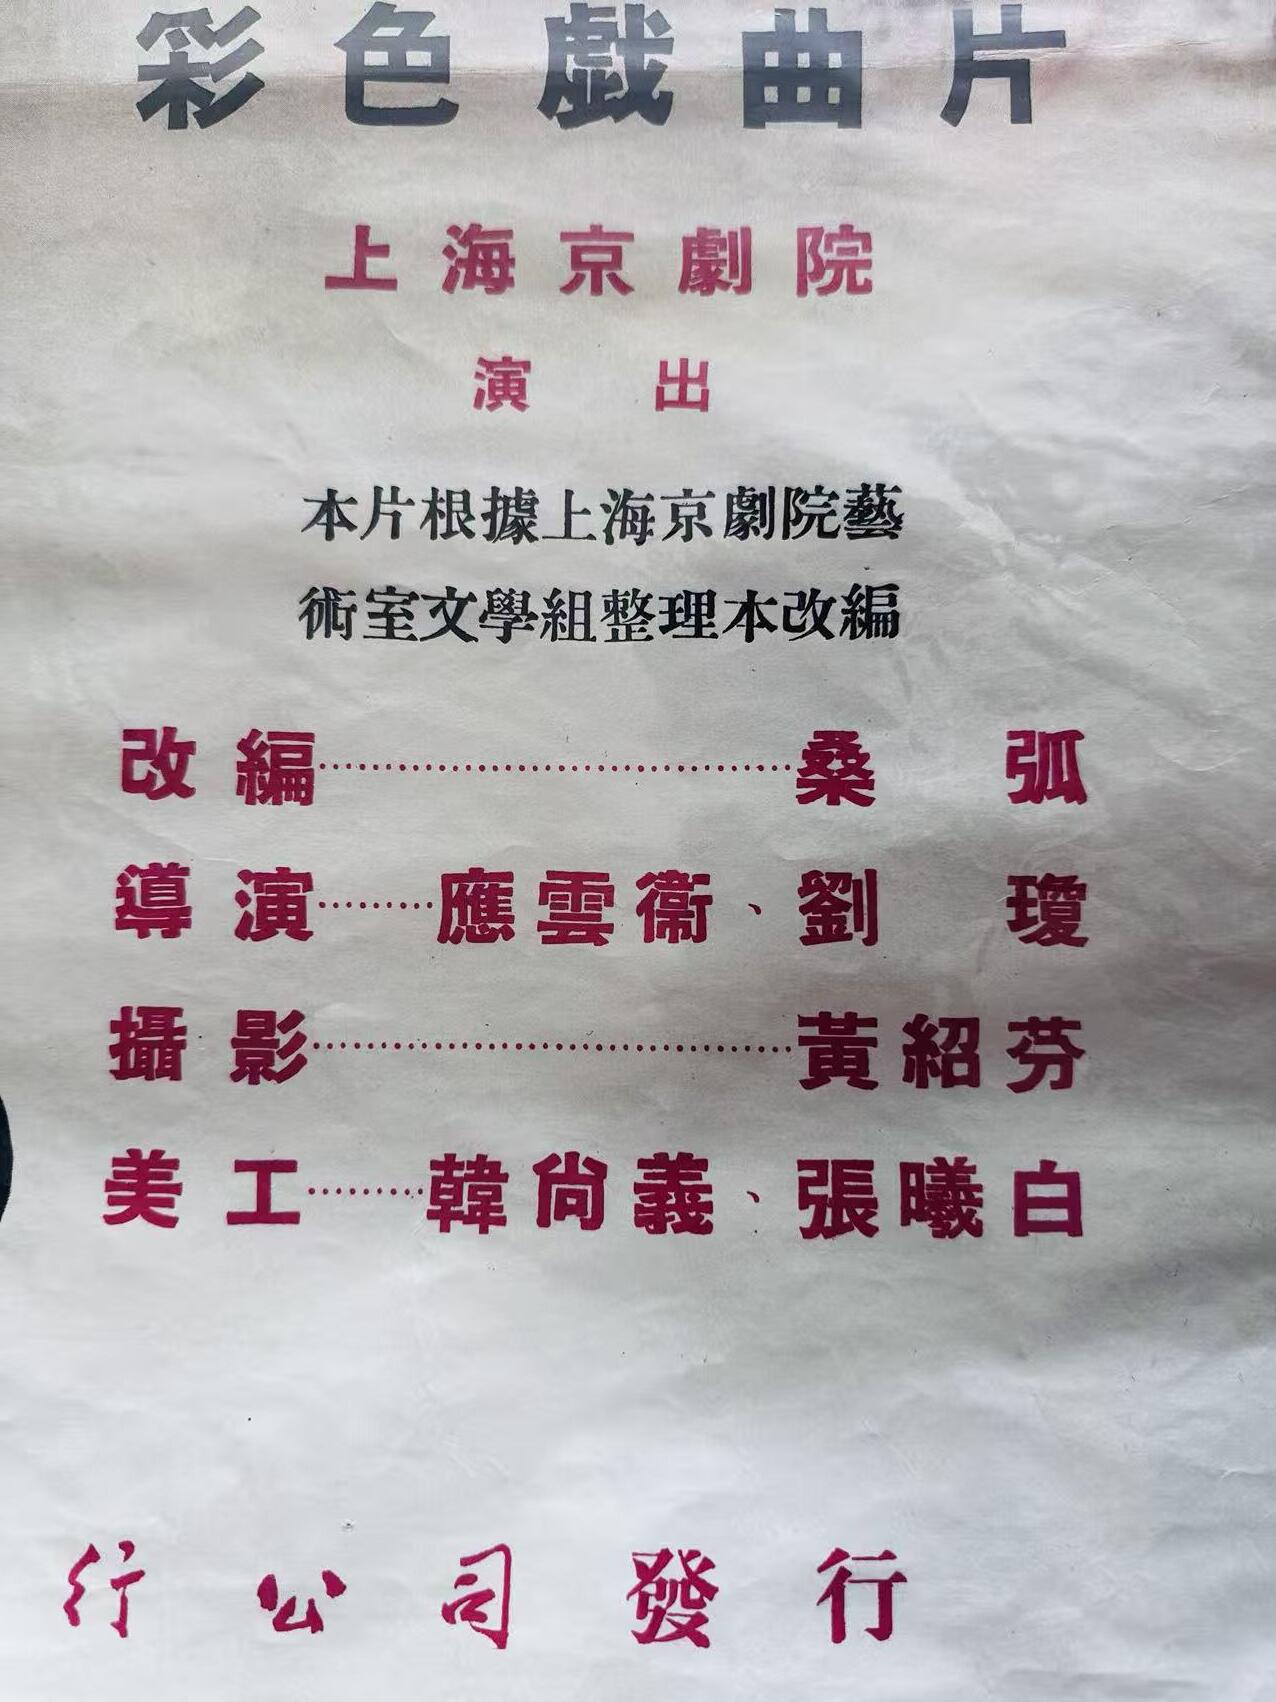 彩色戲曲片
上海京劇院
演出
本片根據上海京劇院藝
術室文學組整理本改編
改編……………………桑弧
導演………應雲衞、劉瓊
攝影……………………黃紹芬
美工………韓尙義、張曦白
行公司發行